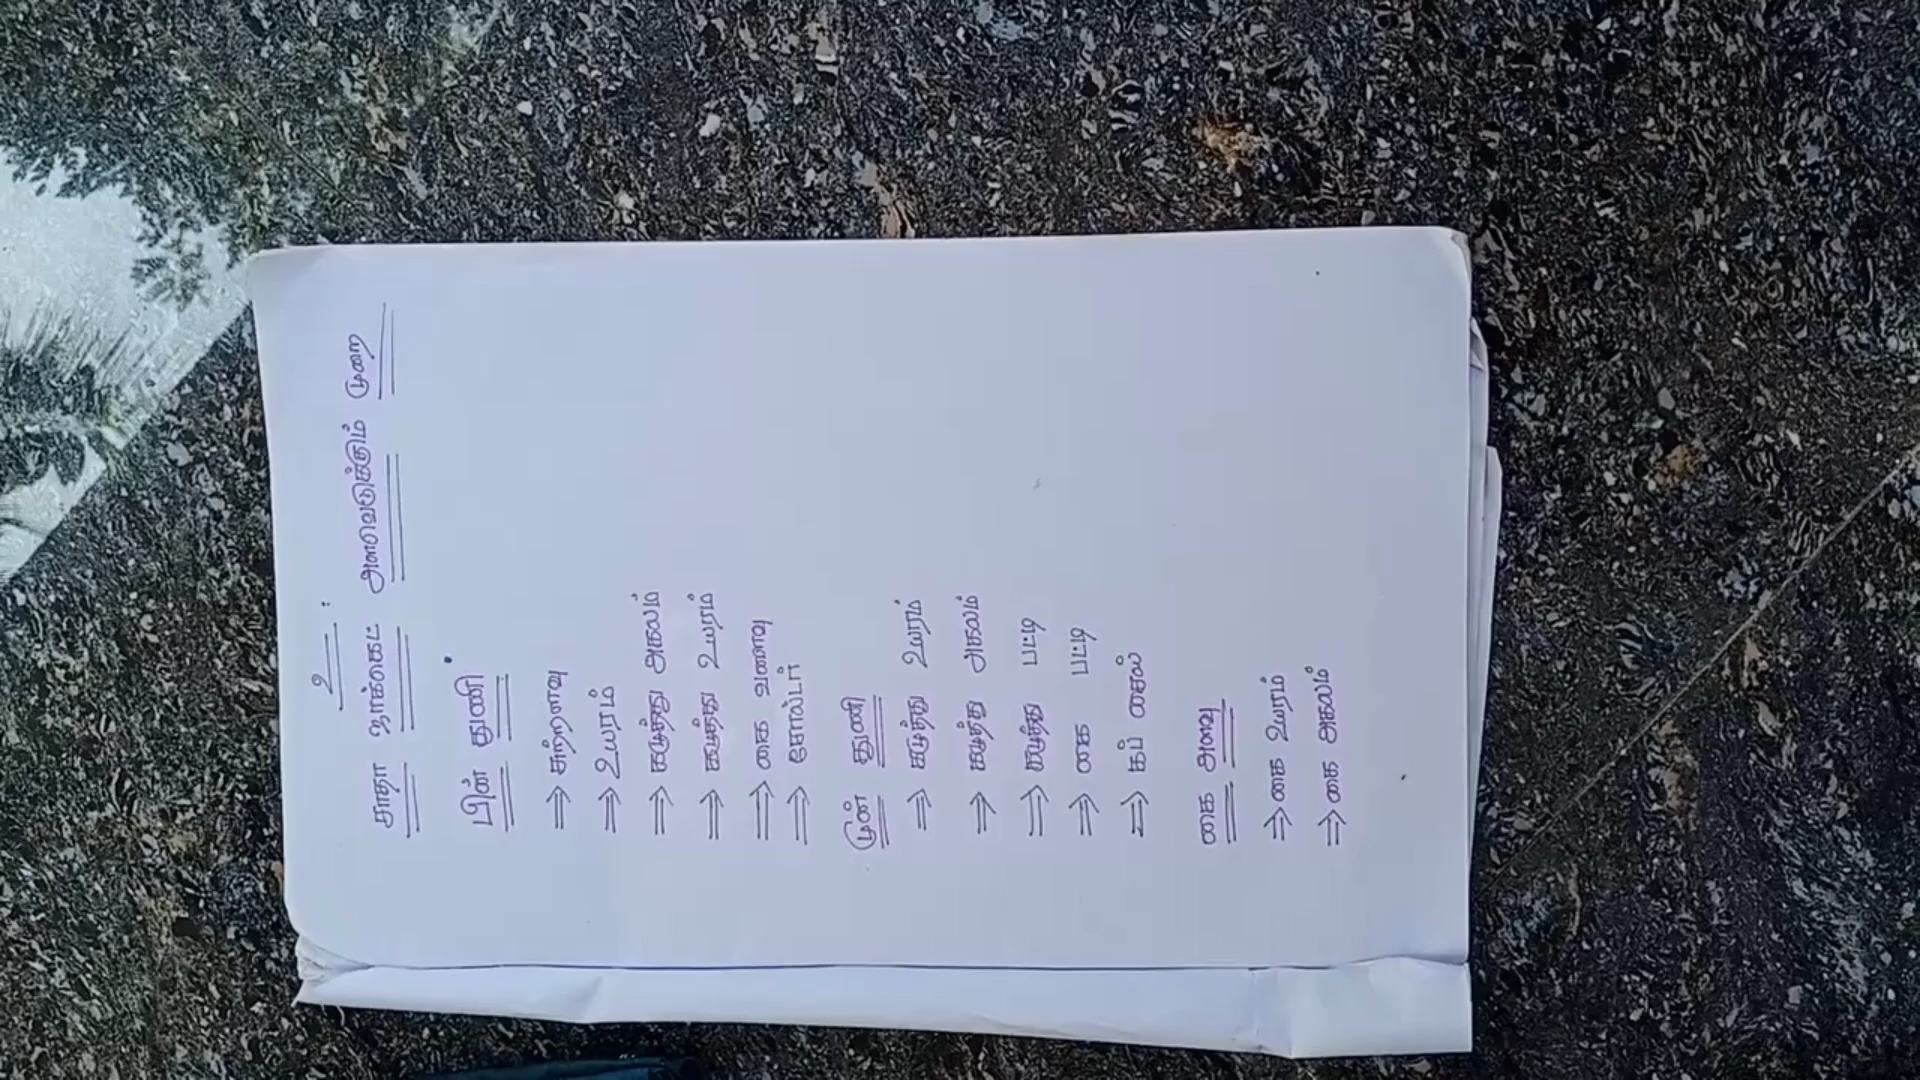 2 :
சாதா ஜாக்கெட் அளவெடுக்கும் முறை
பின் துணி
⇒ சுற்றளவு
⇒ உயரம்
⇒ கழுத்து அகலம்
⇒ கழுத்து உயரம்
⇒ கை வளைவு
⇒ சோல்டர்
முன் துணி
⇒ கழுத்து உயரம்
⇒ கழுத்து அகலம்
⇒ கழுத்து பட்டி
⇒ கை பட்டி
⇒ கப் சைஸ்
கை அளவு
⇒ கை உயரம்
⇒ கை அகலம்